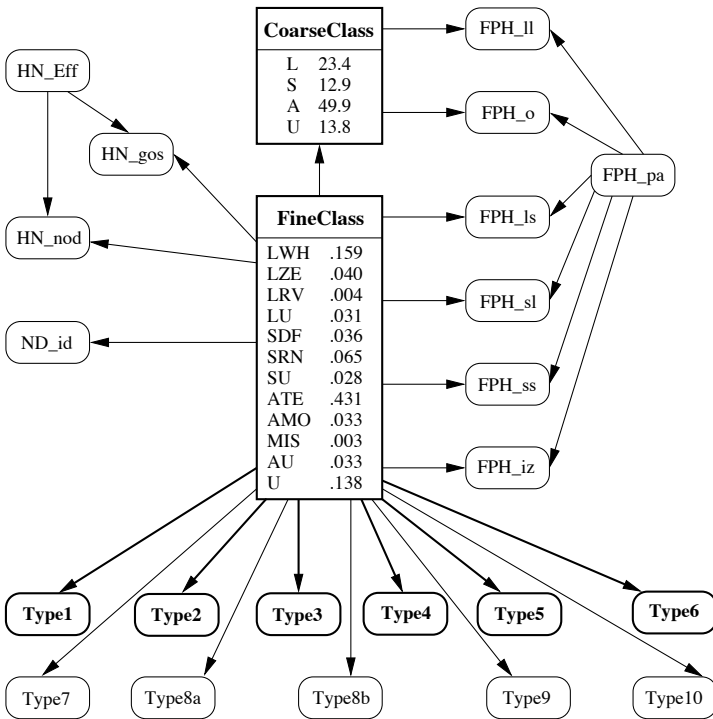 CoarseClass
L 23.4
S 12.9
A 49.9
U 13.8
FPH_ll
HN_Eff
FPH_o
HN_gos
FPH_pa
FineClass
LWH .159
LZE .040
LRV .004
LU .031
SDF .036
SRN .065
SU .028
ATE .431
AMO .033
MIS .003
AU .033
U .138
FPH_ls
HN_nod
FPH_sl
ND_id
FPH_ss
FPH_iz
Type1 Type2 Type3 Type4 Type5 Type6
Type7 Type8a Type8b Type9 Type10